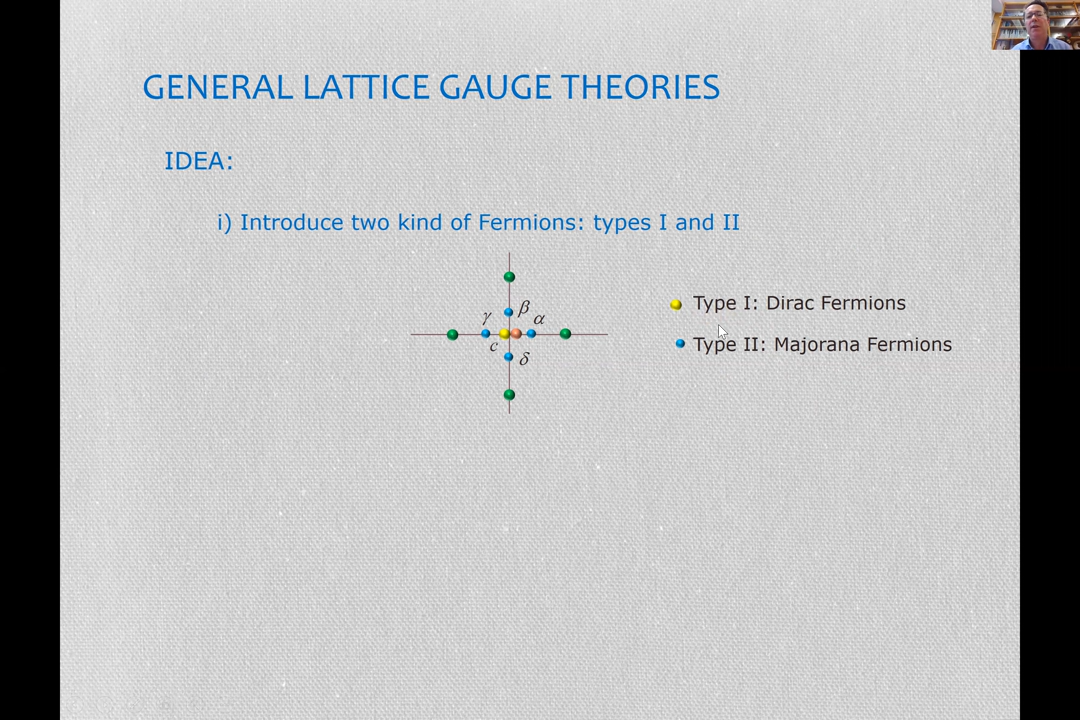 GENERAL LATTICE GAUGE THEORIES
IDEA:
i) Introduce two kind of Fermions: types I and II
β
γ
α
c
δ
Type I: Dirac Fermions
Type II: Majorana Fermions